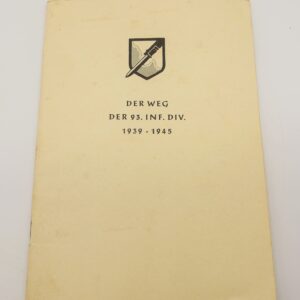 DER WEG
DER 93. INF. DIV.
1939 - 1945